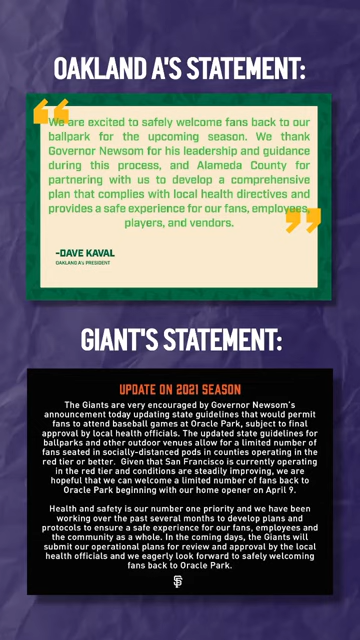 OAKLAND A'S STATEMENT:
“
We are excited to safely welcome fans back to our
ballpark for the upcoming season. We thank
Governor Newsom for his leadership and guidance
during this process, and Alameda County for
partnering with us to develop a comprehensive
plan that complies with local health directives and
provides a safe experience for our fans, employees,
players, and vendors.
”
-DAVE KAVAL
OAKLAND A's PRESIDENT
GIANT'S STATEMENT:
UPDATE ON 2021 SEASON
The Giants are very encouraged by Governor Newsom's
announcement today updating state guidelines that would permit
fans to attend baseball games at Oracle Park, subject to final
approval by local health officials. The updated state guidelines for
ballparks and other outdoor venues allow for a limited number of
fans seated in socially-distanced pods in counties operating in the
red tier or better. Given that San Francisco is currently operating
in the red tier and conditions are steadily improving, we are
hopeful that we can welcome a limited number of fans back to
Oracle Park beginning with our home opener on April 9.
Health and safety is our number one priority and we have been
working over the past several months to develop plans and
protocols to ensure a safe experience for our fans, employees and
the community as a whole. In the coming days, the Giants will
submit our operational plans for review and approval by the local
health officials and we eagerly look forward to safely welcoming
fans back to Oracle Park.
SF